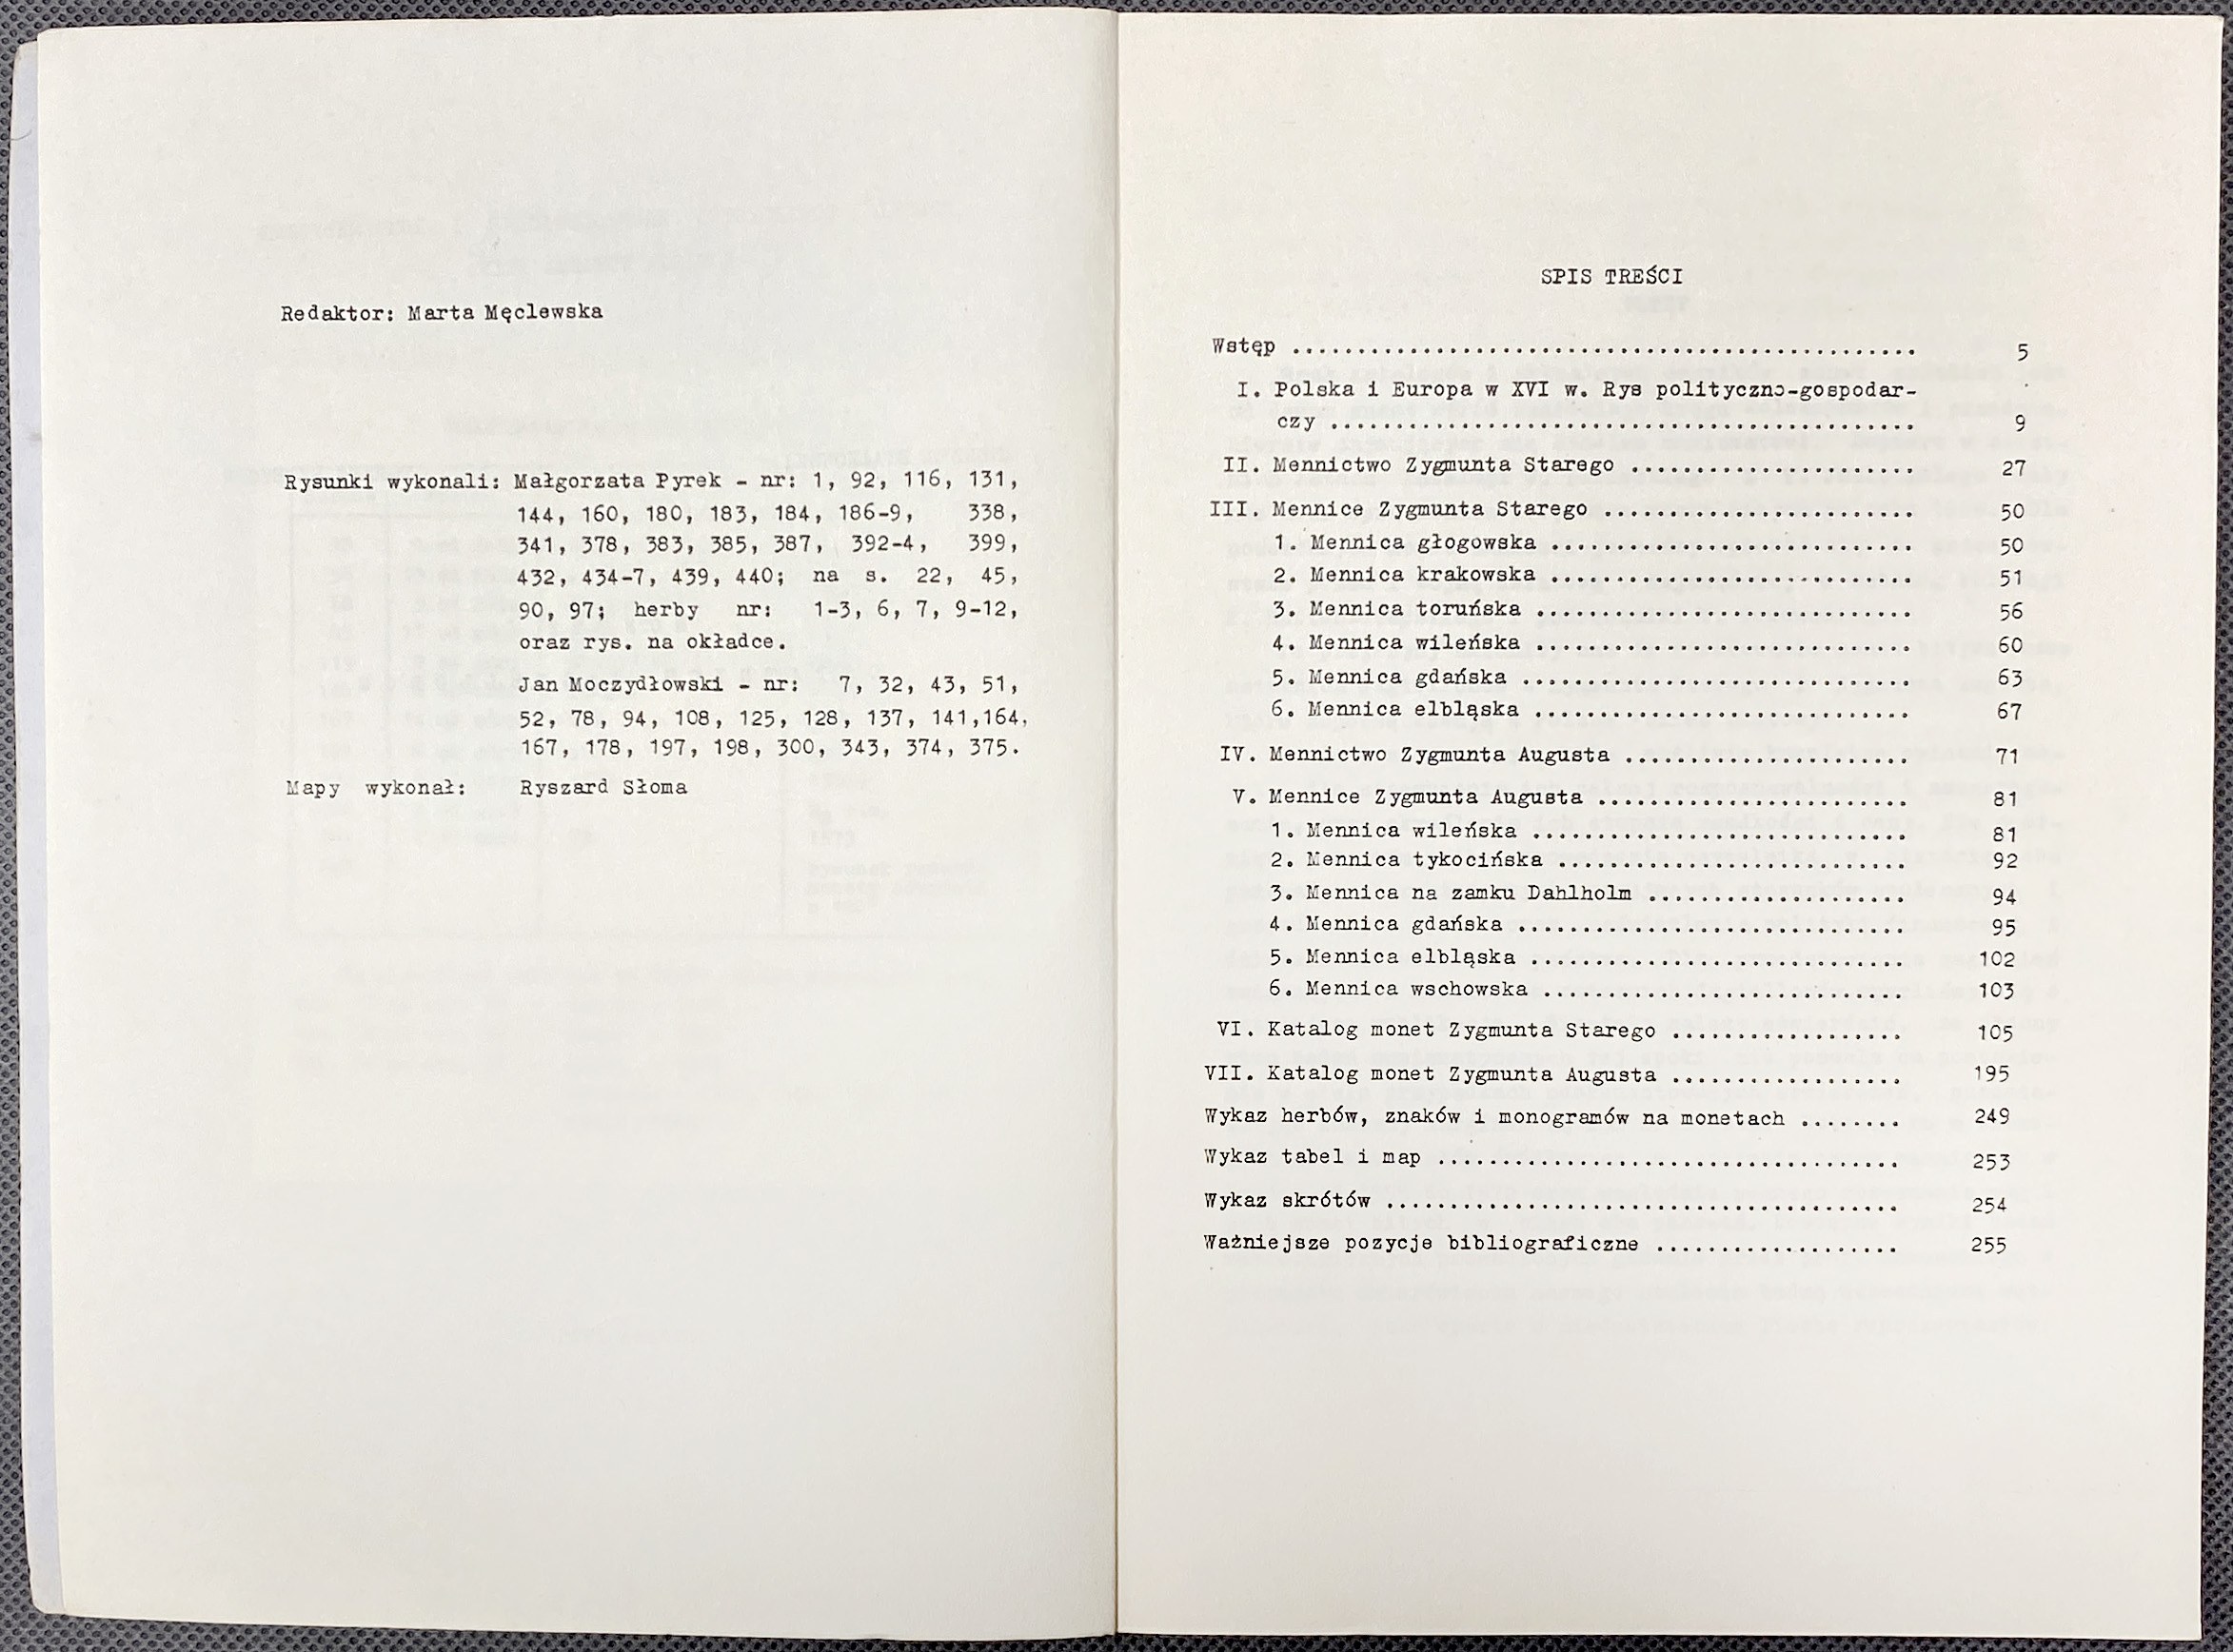 Redaktor: Marta Męclewska
Rysunki wykonali: Małgorzata Pyrek - nr: 1, 92, 116, 131,
144, 160, 180, 183, 184, 186-9, 338,
341, 378, 383, 385, 387, 392-4, 399,
432, 434-7, 439, 440; na s. 22, 45,
90, 97; herby nr: 1-3, 6, 7, 9-12,
oraz rys. na okładce.
Jan Moczydłowski - nr: 7, 32, 43, 51,
52, 78, 94, 108, 125, 128, 137, 141,164,
167, 178, 197, 198, 300, 343, 374, 375.
Mapy wykonał: Ryszard Słoma
SPIS TREŚCI
Wstęp ................................................ 5
I. Polska i Europa w XVI w. Rys polityczno-gospodar-
czy ............................................. 9
II. Mennictwo Zygmunta Starego ...................... 27
III. Mennice Zygmunta Starego ........................ 50
1. Mennica głogowska ............................ 50
2. Mennica krakowska ............................ 51
3. Mennica toruńska ............................. 56
4. Mennica wileńska ............................. 60
5. Mennica gdańska .............................. 63
6. Mennica elbląska ............................. 67
IV. Mennictwo Zygmunta Augusta ...................... 71
V. Mennice Zygmunta Augusta ........................ 81
1. Mennica wileńska ............................. 81
2. Mennica tykocińska ........................... 92
3. Mennica na zamku Dahlholm .................... 94
4. Mennica gdańska .............................. 95
5. Mennica elbląska ............................. 102
6. Mennica wschowska ............................ 103
VI. Katalog monet Zygmunta Starego .................. 105
VII. Katalog monet Zygmunta Augusta .................. 195
Wykaz herbów, znaków i monogramów na monetach ........ 249
Wykaz tabel i map .................................... 253
Wykaz skrótów ........................................ 254
Ważniejsze pozycje bibliograficzne ................... 255